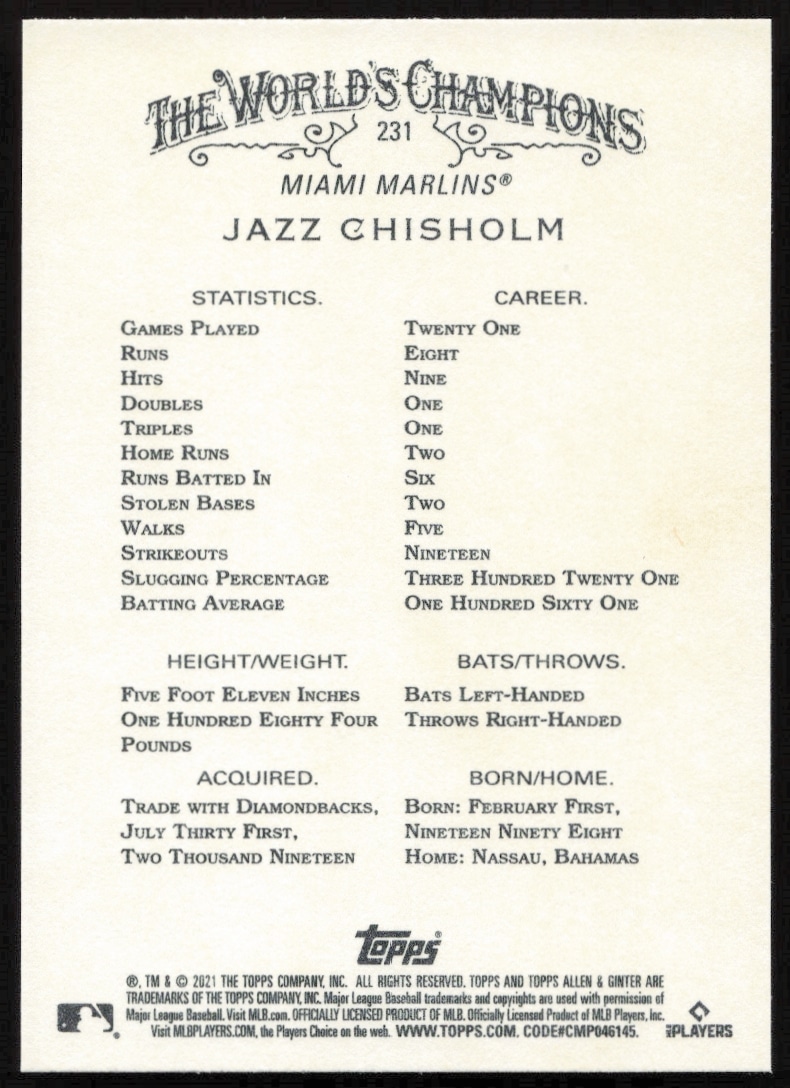 THE WORLD'S CHAMPIONS
231
MIAMI MARLINS®
JAZZ CHISHOLM
STATISTICS. CAREER.
GAMES PLAYED TWENTY ONE
RUNS EIGHT
HITS NINE
DOUBLES ONE
TRIPLES ONE
HOME RUNS TWO
RUNS BATTED IN SIX
STOLEN BASES TWO
WALKS FIVE
STRIKEOUTS NINETEEN
SLUGGING PERCENTAGE THREE HUNDRED TWENTY ONE
BATTING AVERAGE ONE HUNDRED SIXTY ONE
HEIGHT/WEIGHT. BATS/THROWS.
FIVE FOOT ELEVEN INCHES BATS LEFT-HANDED
ONE HUNDRED EIGHTY FOUR THROWS RIGHT-HANDED
POUNDS
ACQUIRED. BORN/HOME.
TRADE WITH DIAMONDBACKS, BORN: FEBRUARY FIRST,
JULY THIRTY FIRST, NINETEEN NINETY EIGHT
TWO THOUSAND NINETEEN HOME: NASSAU, BAHAMAS
topps®
®, TM & © 2021 THE TOPPS COMPANY, INC. ALL RIGHTS RESERVED. TOPPS AND TOPPS ALLEN & GINTER ARE
TRADEMARKS OF THE TOPPS COMPANY, INC. Major League Baseball trademarks and copyrights are used with permission of
Major League Baseball. Visit MLB.com. OFFICIALLY LICENSED PRODUCT OF MLB. Officially Licensed Product of MLB Players, Inc.
Visit MLBPLAYERS.COM, the Players Choice on the web. WWW.TOPPS.COM. CODE#CMP046145.
PLAYERS